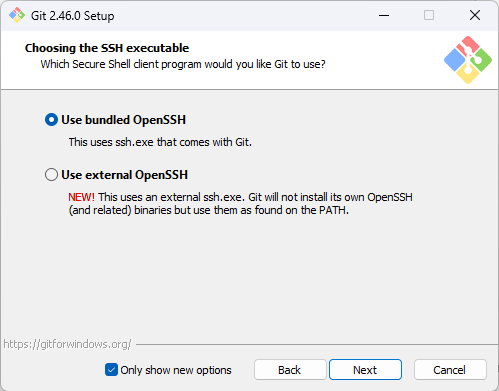 Git 2.46.0 Setup
Choosing the SSH executable
Which Secure Shell client program would you like Git to use?
Use bundled OpenSSH
This uses ssh.exe that comes with Git.
Use external OpenSSH
NEW! This uses an external ssh.exe. Git will not install its own OpenSSH
(and related) binaries but use them as found on the PATH.
https://gitforwindows.org/
Only show new options
Back
Next
Cancel